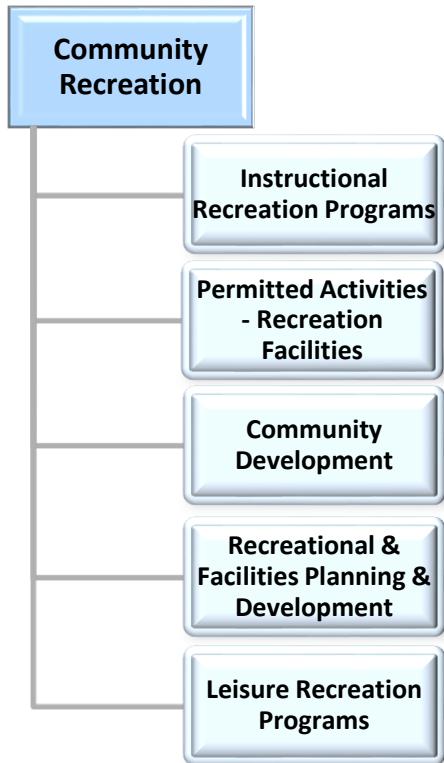 Community
Recreation
Instructional
Recreation Programs
Permitted Activities
- Recreation
Facilities
Community
Development
Recreational &
Facilities Planning &
Development
Leisure Recreation
Programs